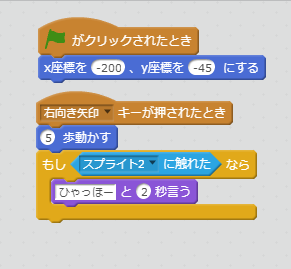 がクリックされたとき
x座標を -200 、y座標を -45 にする
右向き矢印 キーが押されたとき
5 歩動かす
もし スプライト2 に触れた なら
ひゃっほー と 2 秒言う